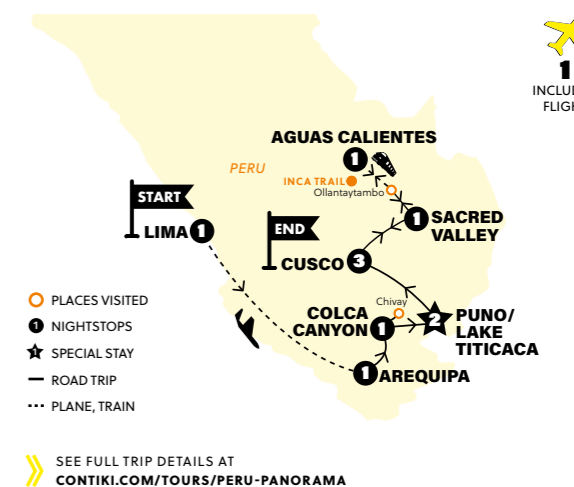 1
INCLU
FLIGH
AGUAS CALIENTES
1
PERU
INCA TRAIL
Ollantaytambo
START
LIMA 1
1 SACRED
VALLEY
END
CUSCO 3
Chivay
COLCA
CANYON 1
2 PUNO/
LAKE
TITICACA
1 AREQUIPA
PLACES VISITED
1 NIGHTSTOPS
1 SPECIAL STAY
ROAD TRIP
PLANE, TRAIN
SEE FULL TRIP DETAILS AT
CONTIKI.COM/TOURS/PERU-PANORAMA